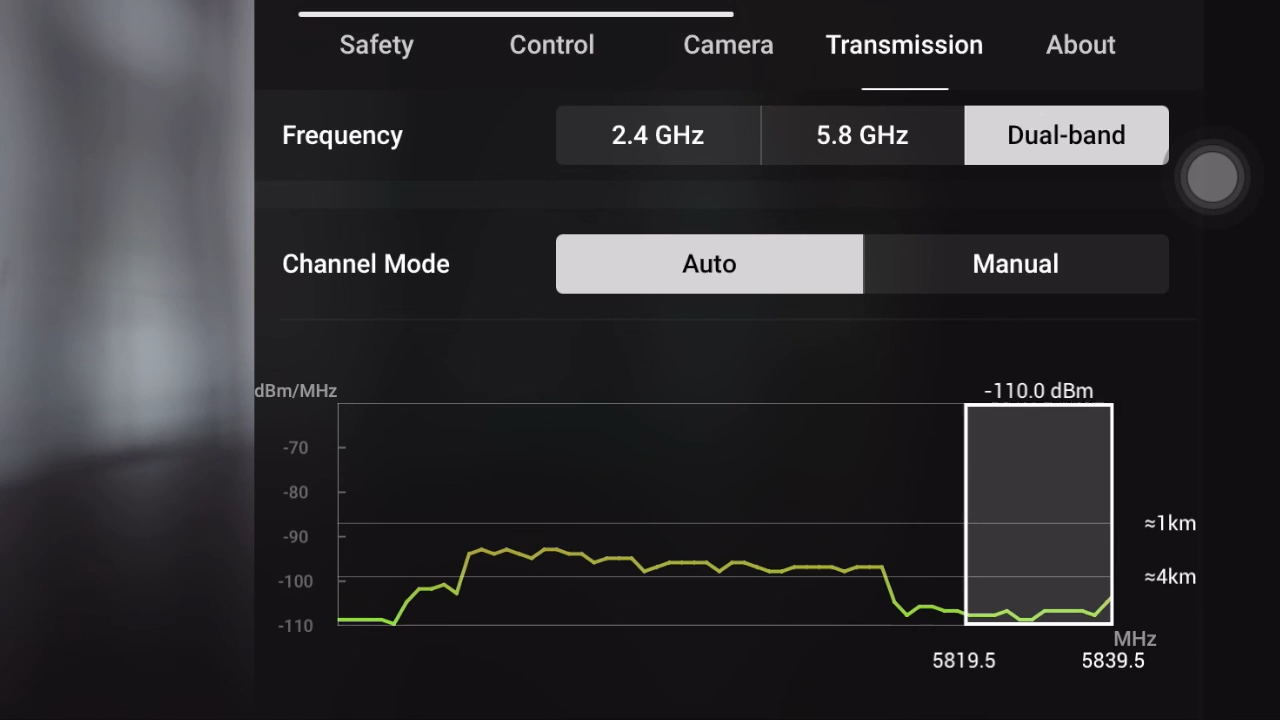 Safety Control Camera Transmission About
Frequency 2.4 GHz 5.8 GHz Dual-band
Channel Mode Auto Manual
dBm/MHz -110.0 dBm
-70
-80
≈1km
-90
≈4km
-100
-110
MHz
5819.5 5839.5